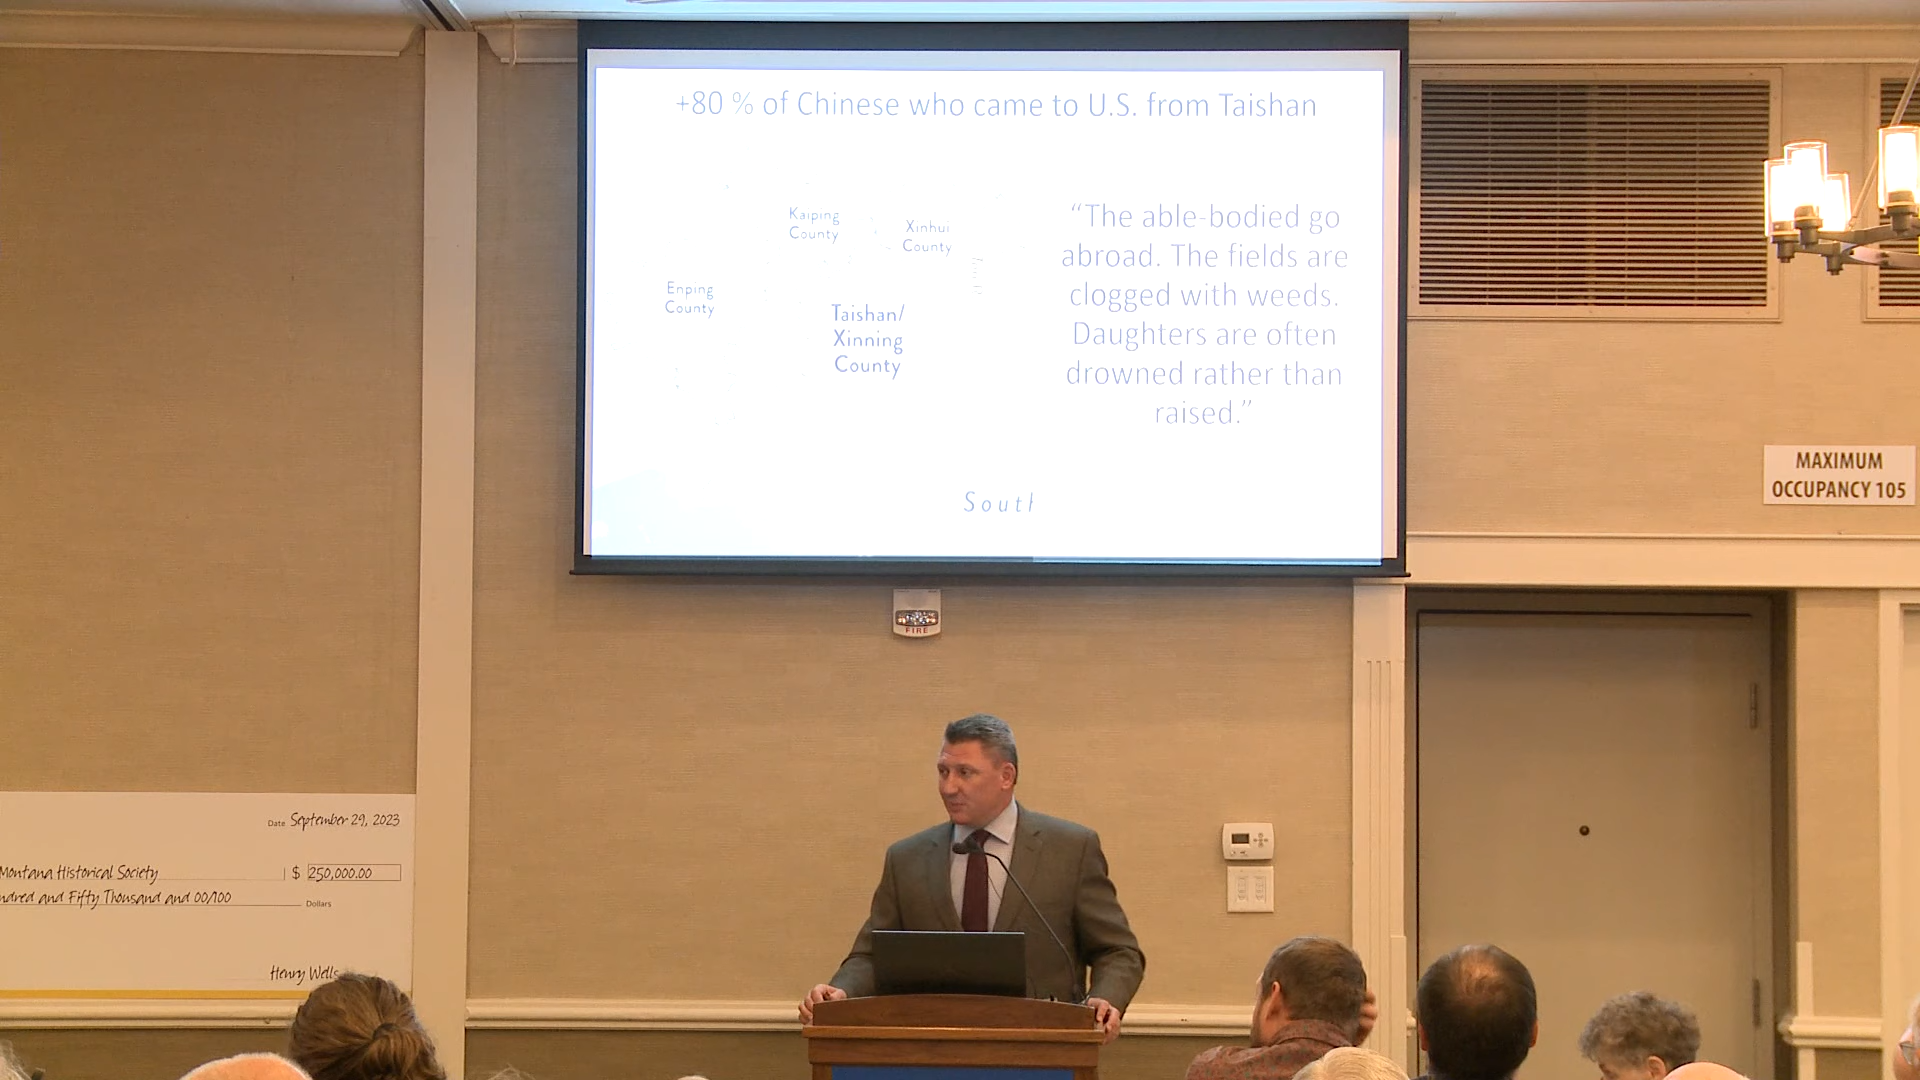 +80 % of Chinese who came to U.S. from Taishan
Kaiping
County
Xinhui
County
Enping
County
Taishan/
Xinning
County
“The able-bodied go
abroad. The fields are
clogged with weeds.
Daughters are often
drowned rather than
raised.”
South
MAXIMUM
OCCUPANCY 105
FIRE
Date September 29, 2023
Montana Historical Society $ 250,000.00
ndred and Fifty Thousand and 00/100 Dollars
Henry Wells